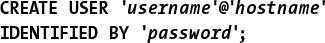 CREATE USER 'username'@'hostname'
IDENTIFIED BY 'password';